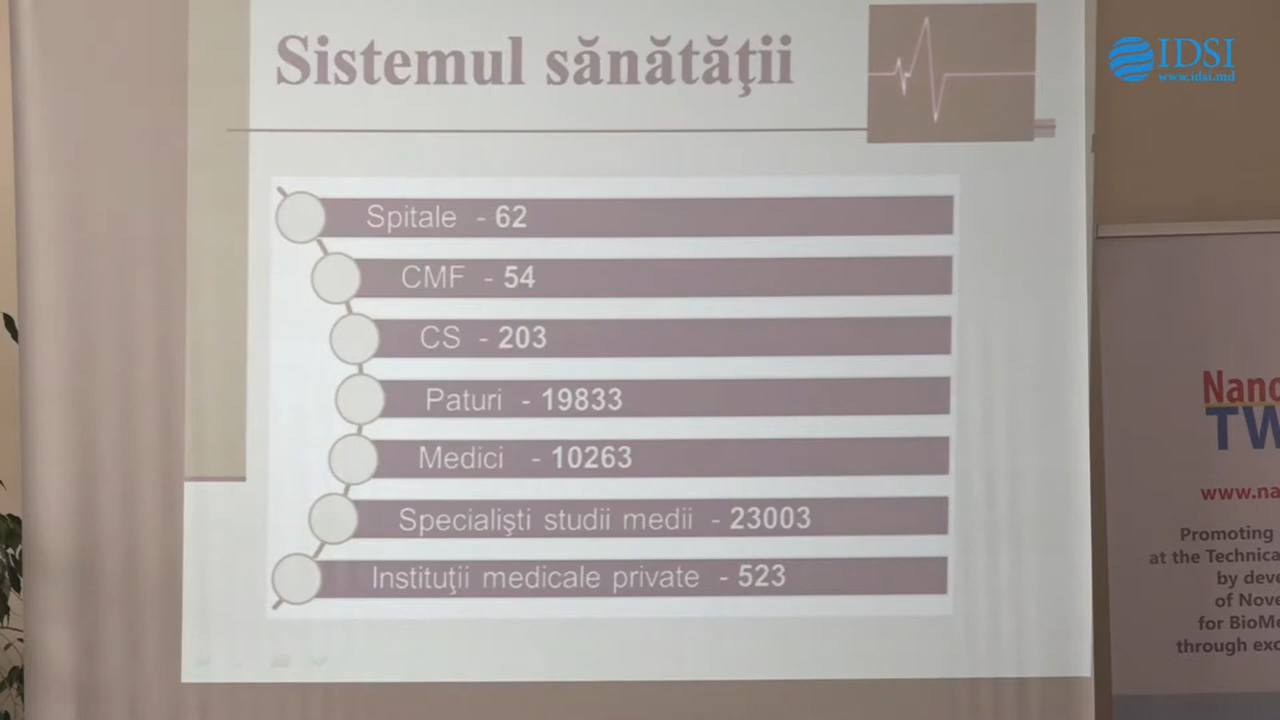 Sistemul sănătăţii
IDSI
www.idsi.md
Spitale - 62
CMF - 54
CS - 203
Paturi - 19833
Medici - 10263
Specialişti studii medii - 23003
Instituţii medicale private - 523
Nano
TW
www.na
Promoting
at the Technica
by deve
of Nove
for BioMe
through exc